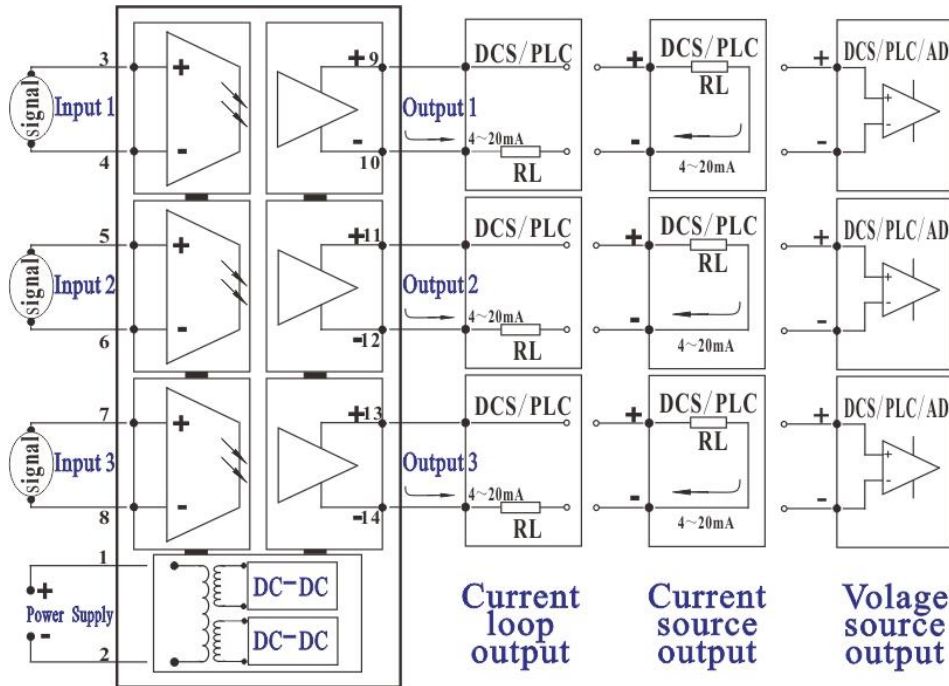 3
signal
Input 1
4
+
-
+
9
-
10
Output 1
DCS/PLC
4~20mA
RL
+
-
DCS/PLC
RL
4~20mA
+
-
DCS/PLC/AD
+
-
5
signal
Input 2
6
+
-
+
11
-
12
Output 2
DCS/PLC
4~20mA
RL
+
-
DCS/PLC
RL
4~20mA
+
-
DCS/PLC/AD
+
-
7
signal
Input 3
8
+
-
+
13
-
14
Output 3
DCS/PLC
4~20mA
RL
+
-
DCS/PLC
RL
4~20mA
+
-
DCS/PLC/AD
+
-
1
+
Power Supply
-
2
DC-DC
DC-DC
Current
loop
output
Current
source
output
Volage
source
output